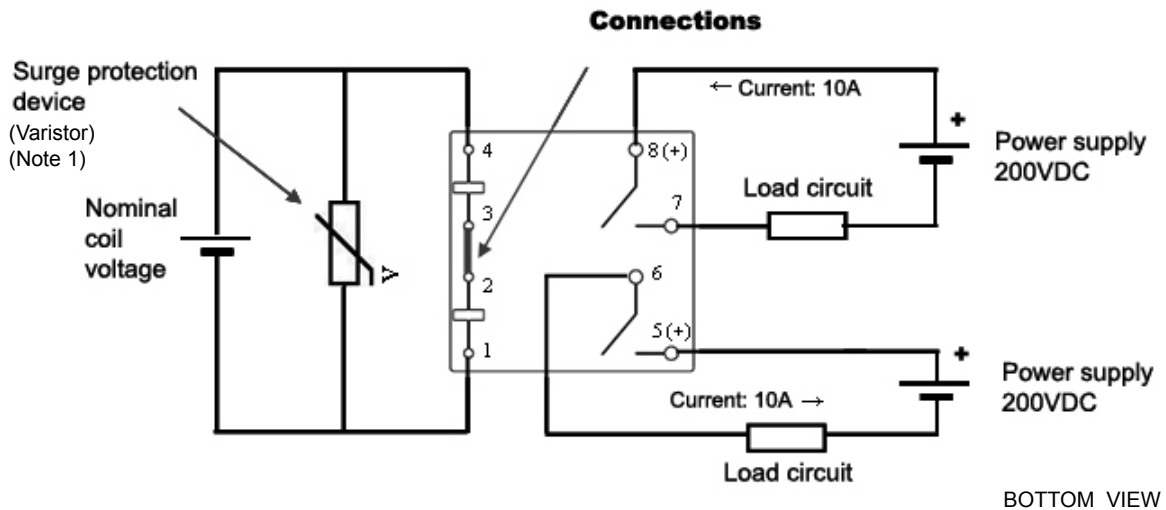 Connections
Surge protection
device
(Varistor)
(Note 1)
← Current: 10A
+
Power supply
200VDC
4
8(+)
Load circuit
Nominal
coil
voltage
3
7
V
2
6
1
5(+)
+
Power supply
200VDC
Current: 10A →
Load circuit
BOTTOM VIEW